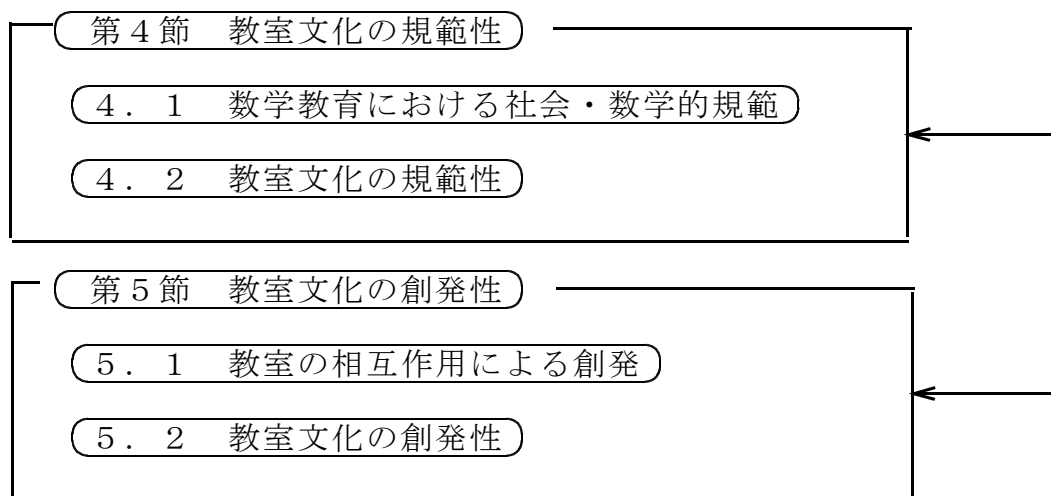 第４節　教室文化の規範性
４．１　数学教育における社会・数学的規範
４．２　教室文化の規範性
第５節　教室文化の創発性
５．１　教室の相互作用による創発
５．２　教室文化の創発性